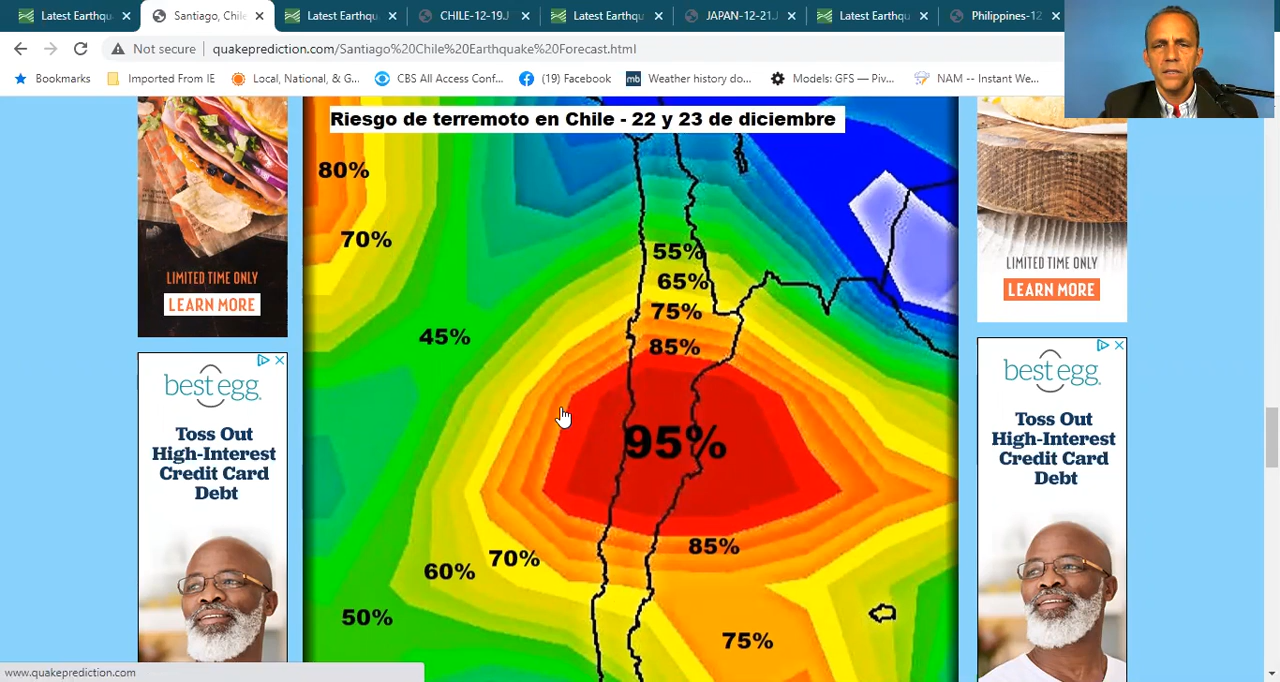 Latest Earthqu
Santiago, Chile
Latest Earthqu
CHILE-12-19.J
Latest Earthqu
JAPAN-12-21.J
Latest Earthqu
Philippines-12
Not secure
quakeprediction.com/Santiago%20Chile%20Earthquake%20Forecast.html
Bookmarks
Imported From IE
Local, National, & G...
CBS All Access Conf...
(19) Facebook
mb
Weather history do...
Models: GFS — Piv...
NAM -- Instant We...
Riesgo de terremoto en Chile - 22 y 23 de diciembre
80%
70%
55%
65%
75%
45%
85%
95%
85%
70%
60%
50%
75%
LIMITED TIME ONLY
LEARN MORE
best egg.
Toss Out
High-Interest
Credit Card
Debt
LIMITED TIME ONLY
LEARN MORE
best egg.
Toss Out
High-Interest
Credit Card
Debt
www.quakeprediction.com